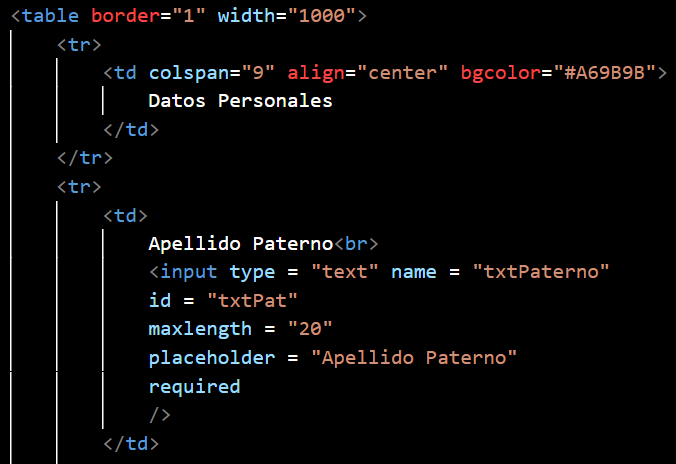 <table border="1" width="1000">
<tr>
<td colspan="9" align="center" bgcolor="#A69B9B">
Datos Personales
</td>
</tr>
<tr>
<td>
Apellido Paterno<br>
<input type = "text" name = "txtPaterno"
id = "txtPat"
maxlength = "20"
placeholder = "Apellido Paterno"
required
/>
</td>